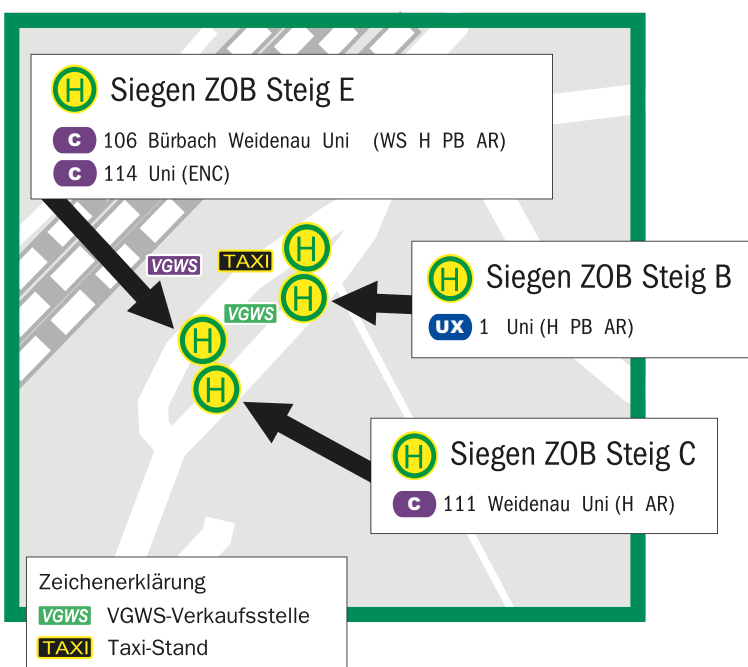 H Siegen ZOB Steig E
C 106 Bürbach Weidenau Uni (WS H PB AR)
C 114 Uni (ENC)
VGWS
TAXI
H
H
VGWS
H
H
H Siegen ZOB Steig B
UX 1 Uni (H PB AR)
H Siegen ZOB Steig C
C 111 Weidenau Uni (H AR)
Zeichenerklärung
VGWS VGWS-Verkaufsstelle
TAXI Taxi-Stand